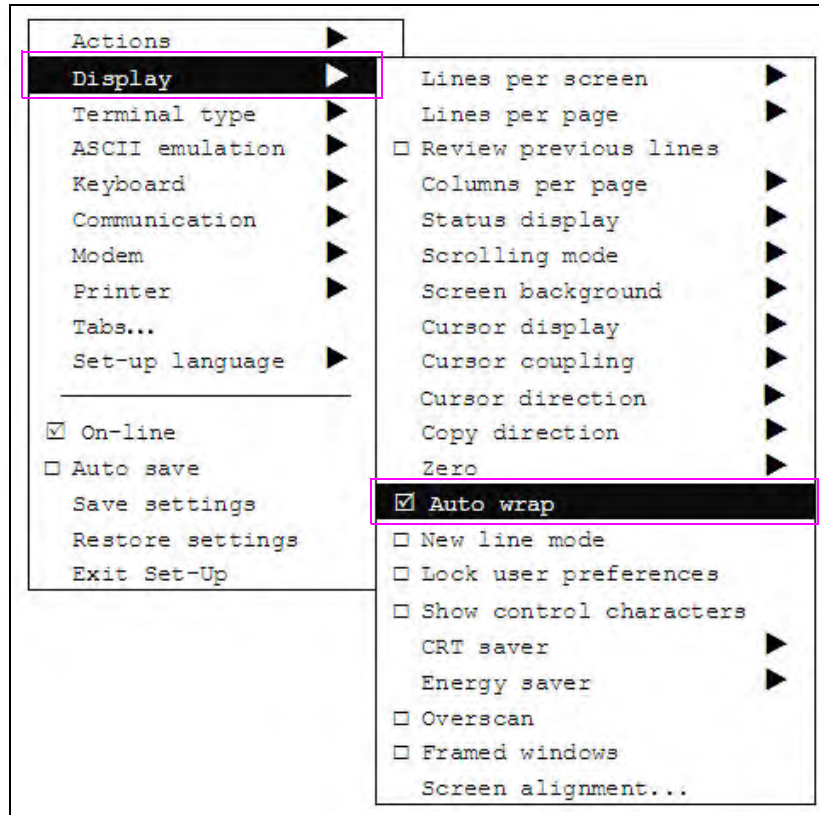 Actions ▶
Display ▶
Terminal type ▶
ASCII emulation ▶
Keyboard ▶
Communication ▶
Modem ▶
Printer ▶
Tabs...
Set-up language ▶
☑ On-line
☐ Auto save
Save settings
Restore settings
Exit Set-Up
Lines per screen ▶
Lines per page ▶
☐ Review previous lines
Columns per page ▶
Status display ▶
Scrolling mode ▶
Screen background ▶
Cursor display ▶
Cursor coupling ▶
Cursor direction ▶
Copy direction ▶
Zero ▶
☑ Auto wrap
☐ New line mode
☐ Lock user preferences
☐ Show control characters
CRT saver ▶
Energy saver ▶
☐ Overscan
☐ Framed windows
Screen alignment...